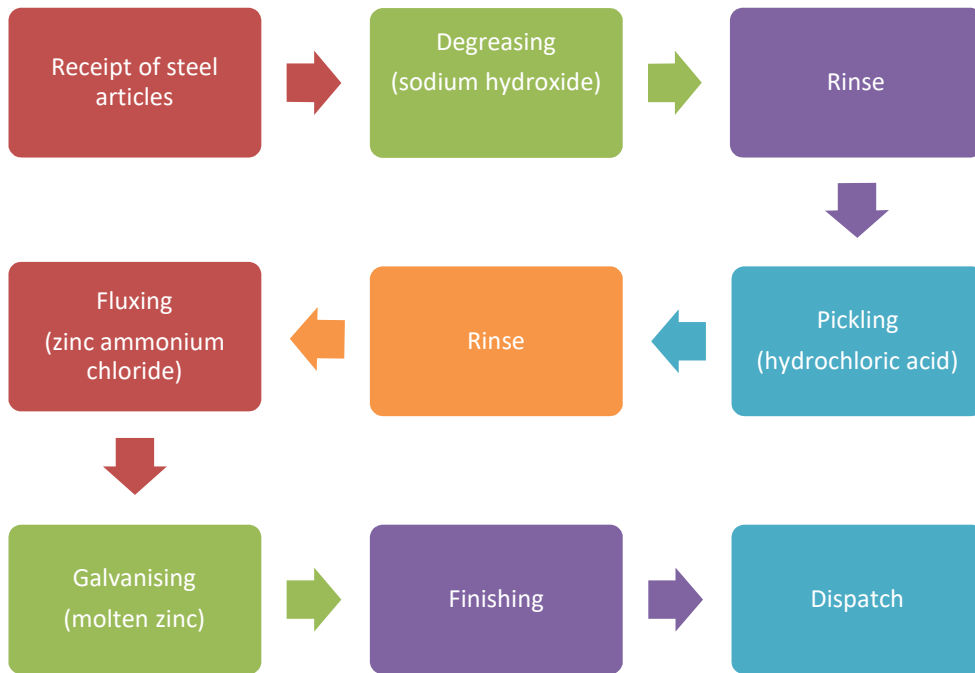 Receipt of steel
articles
Degreasing
(sodium hydroxide)
Rinse
Pickling
(hydrochloric acid)
Rinse
Fluxing
(zinc ammonium
chloride)
Galvanising
(molten zinc)
Finishing
Dispatch